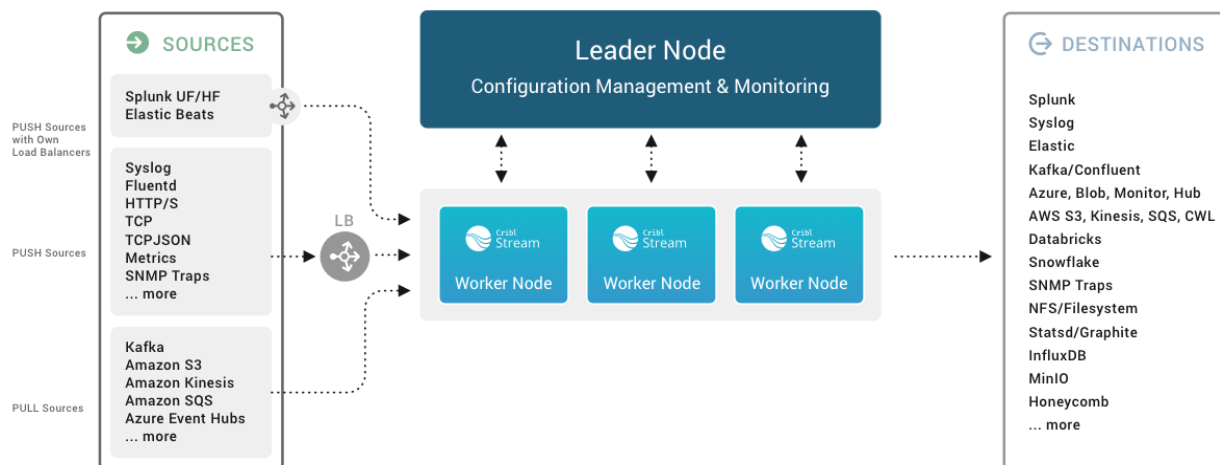 SOURCES
PUSH Sources
with Own
Load Balancers
Splunk UF/HF
Elastic Beats
PUSH Sources
Syslog
Fluentd
HTTP/S
TCP
TCPJSON
Metrics
SNMP Traps
... more
PULL Sources
Kafka
Amazon S3
Amazon Kinesis
Amazon SQS
Azure Event Hubs
... more
LB
Leader Node
Configuration Management & Monitoring
Cribl
Stream
Worker Node
Cribl
Stream
Worker Node
Cribl
Stream
Worker Node
DESTINATIONS
Splunk
Syslog
Elastic
Kafka/Confluent
Azure, Blob, Monitor, Hub
AWS S3, Kinesis, SQS, CWL
Databricks
Snowflake
SNMP Traps
NFS/Filesystem
Statsd/Graphite
InfluxDB
MinIO
Honeycomb
... more